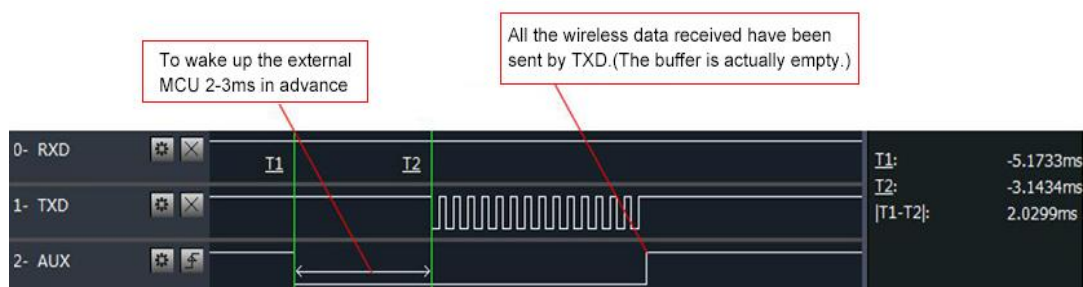 To wake up the external
MCU 2-3ms in advance
All the wireless data received have been
sent by TXD.(The buffer is actually empty.)
0- RXD
T1
T2
1- TXD
2- AUX
T1: -5.1733ms
T2: -3.1434ms
|T1-T2|: 2.0299ms